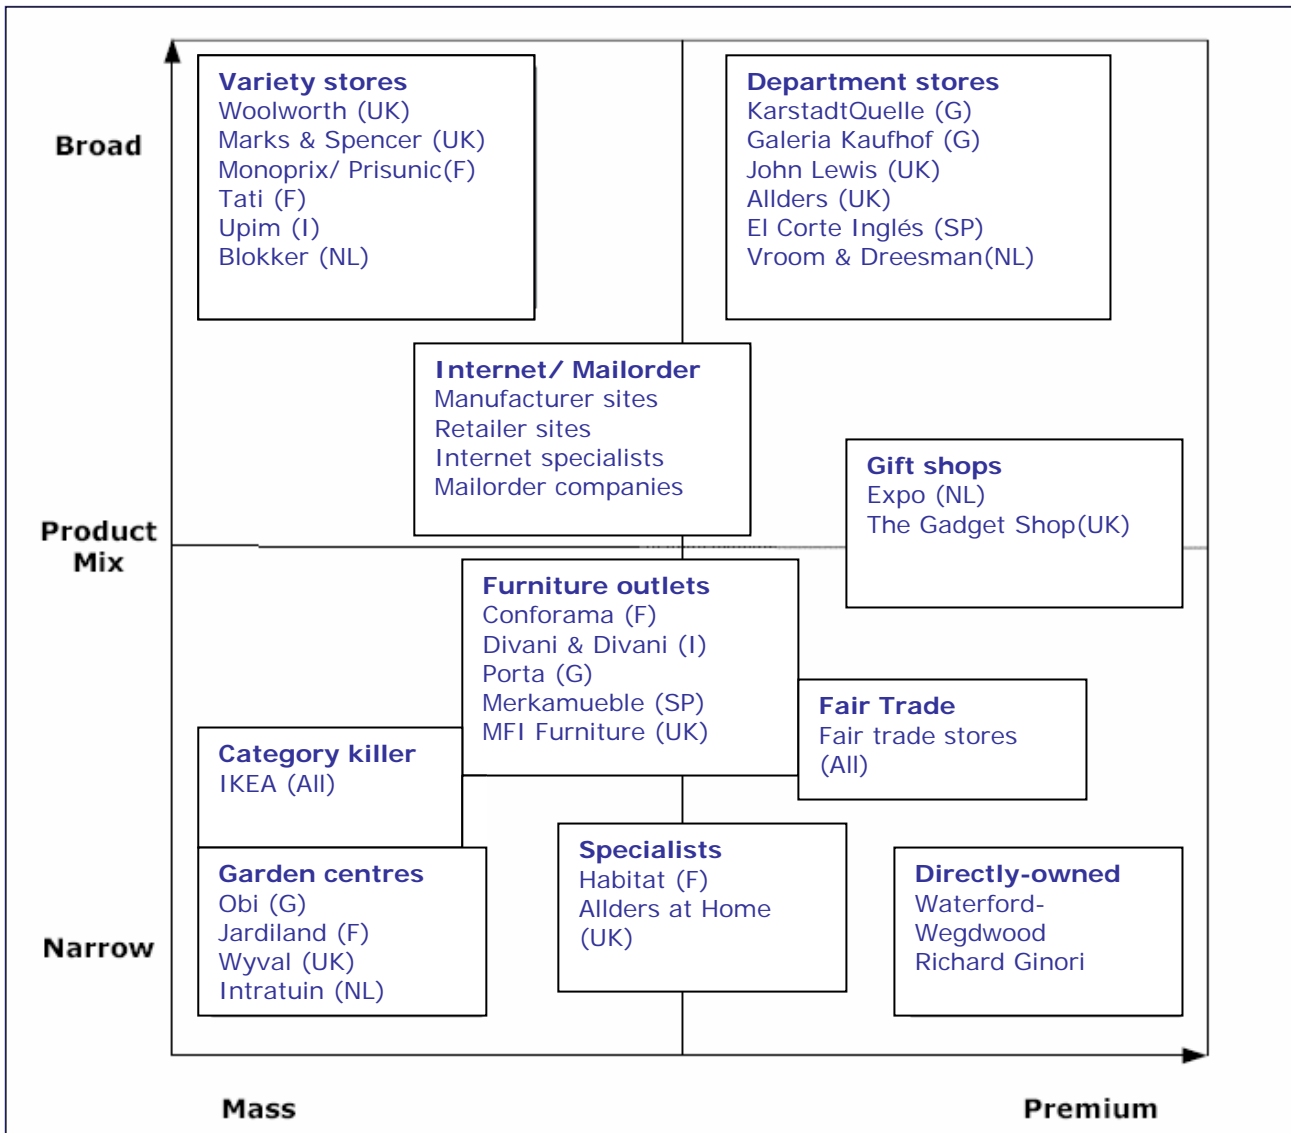 Broad
Variety stores
Woolworth (UK)
Marks & Spencer (UK)
Monoprix/ Prisunic(F)
Tati (F)
Upim (I)
Blokker (NL)
Department stores
KarstadtQuelle (G)
Galeria Kaufhof (G)
John Lewis (UK)
Allders (UK)
El Corte Inglés (SP)
Vroom & Dreesman(NL)
Internet/ Mailorder
Manufacturer sites
Retailer sites
Internet specialists
Mailorder companies
Gift shops
Expo (NL)
The Gadget Shop(UK)
Product
Mix
Furniture outlets
Conforama (F)
Divani & Divani (I)
Porta (G)
Merkamueble (SP)
MFI Furniture (UK)
Fair Trade
Fair trade stores
(All)
Category killer
IKEA (All)
Specialists
Habitat (F)
Allders at Home
(UK)
Garden centres
Obi (G)
Jardiland (F)
Wyval (UK)
Intratuin (NL)
Directly-owned
Waterford-
Wegdwood
Richard Ginori
Narrow
Mass
Premium